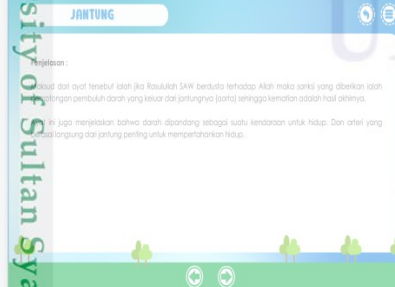 JANTUNG
sity of Sultan Sya
Penjelasan :
Maksud dari ayat tersebut ialah jika Rasulullah SAW berdusta terhadap Allah maka sanksi yang diberikan ialah
pemotongan pembuluh darah yang keluar dari jantungnya (aorta) sehingga kematian adalah hasil akhirnya.
ini juga menjelaskan bahwa darah dipandang sebagai suatu kendaraan untuk hidup. Dan arteri yang
berasal langsung dari jantung penting untuk mempertahankan hidup.